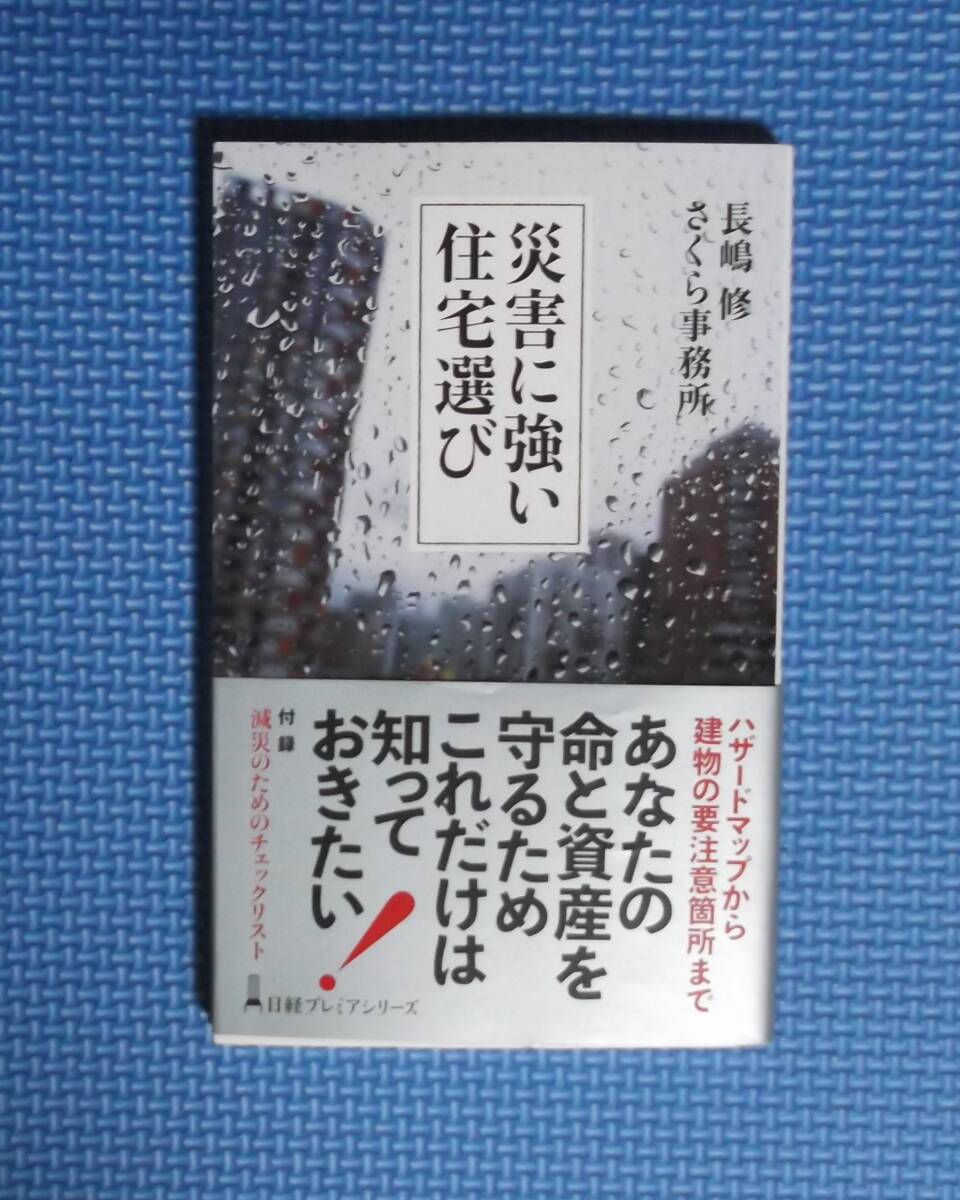 長嶋 修
さくら事務所
災害に強い
住宅選び
ハザードマップから
建物の要注意箇所まで
あなたの
命と資産を
守るため
これだけは
知って
おきたい!
付録
減災のためのチェックリスト
日経プレミアシリーズ